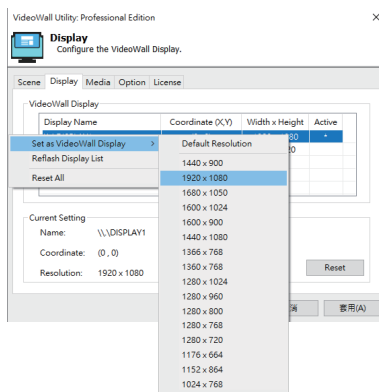 VideoWall Utility: Professional Edition
Display
Configure the VideoWall Display.
Scene Display Media Option License
VideoWall Display
Display Name Coordinate (X,Y) Width x Height Active
80 *
20
Set as VideoWall Display >
Reflash Display List
Reset All
Default Resolution
1440 x 900
1920 x 1080
1680 x 1050
1600 x 1024
1600 x 900
1440 x 1080
1366 x 768
1360 x 768
1280 x 1024
1280 x 960
1280 x 800
1280 x 768
1280 x 720
1176 x 664
1152 x 864
1024 x 768
Current Setting
Name: \\.\DISPLAY1
Coordinate: (0 , 0)
Resolution: 1920 x 1080
Reset
消 套用(A)